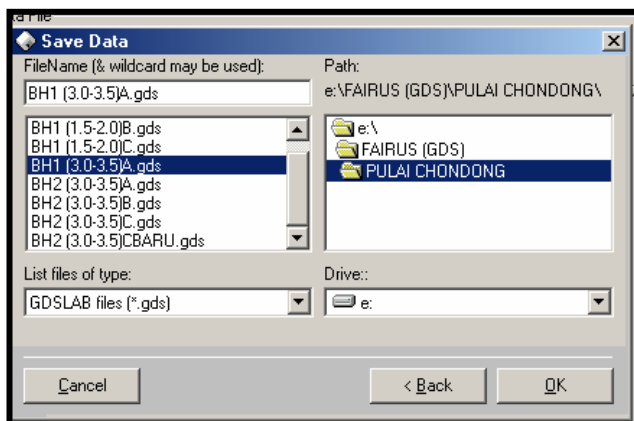 ta File
Save Data
FileName (& wildcard may be used):
BH1 (3.0-3.5)A.gds
BH1 (1.5-2.0)B.gds
BH1 (1.5-2.0)C.gds
BH1 (3.0-3.5)A.gds
BH2 (3.0-3.5)A.gds
BH2 (3.0-3.5)B.gds
BH2 (3.0-3.5)C.gds
BH2 (3.0-3.5)CBARU.gds
List files of type:
GDSLAB files (*.gds)
Path:
e:\FAIRUS (GDS)\PULAI CHONDONG\
e:\
FAIRUS (GDS)
PULAI CHONDONG
Drive::
e:
Cancel
< Back
OK